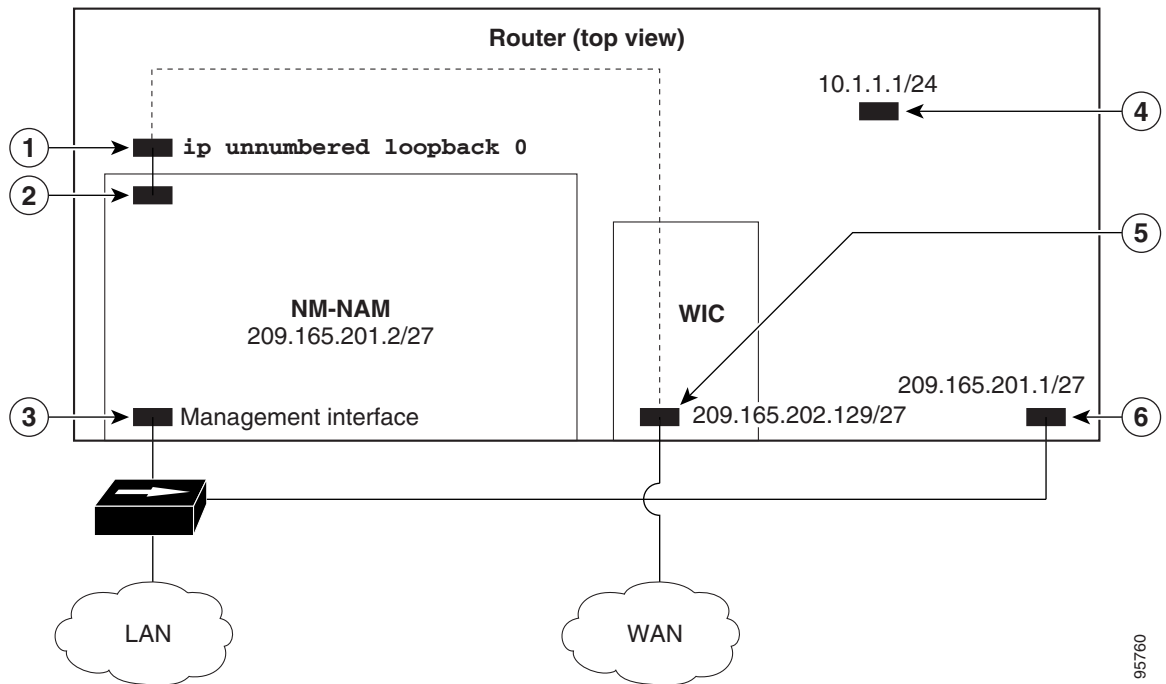 Router (top view)
10.1.1.1/24
4
1
ip unnumbered loopback 0
2
5
NM-NAM
209.165.201.2/27
WIC
209.165.201.1/27
3
Management interface
209.165.202.129/27
6
LAN
WAN
95760